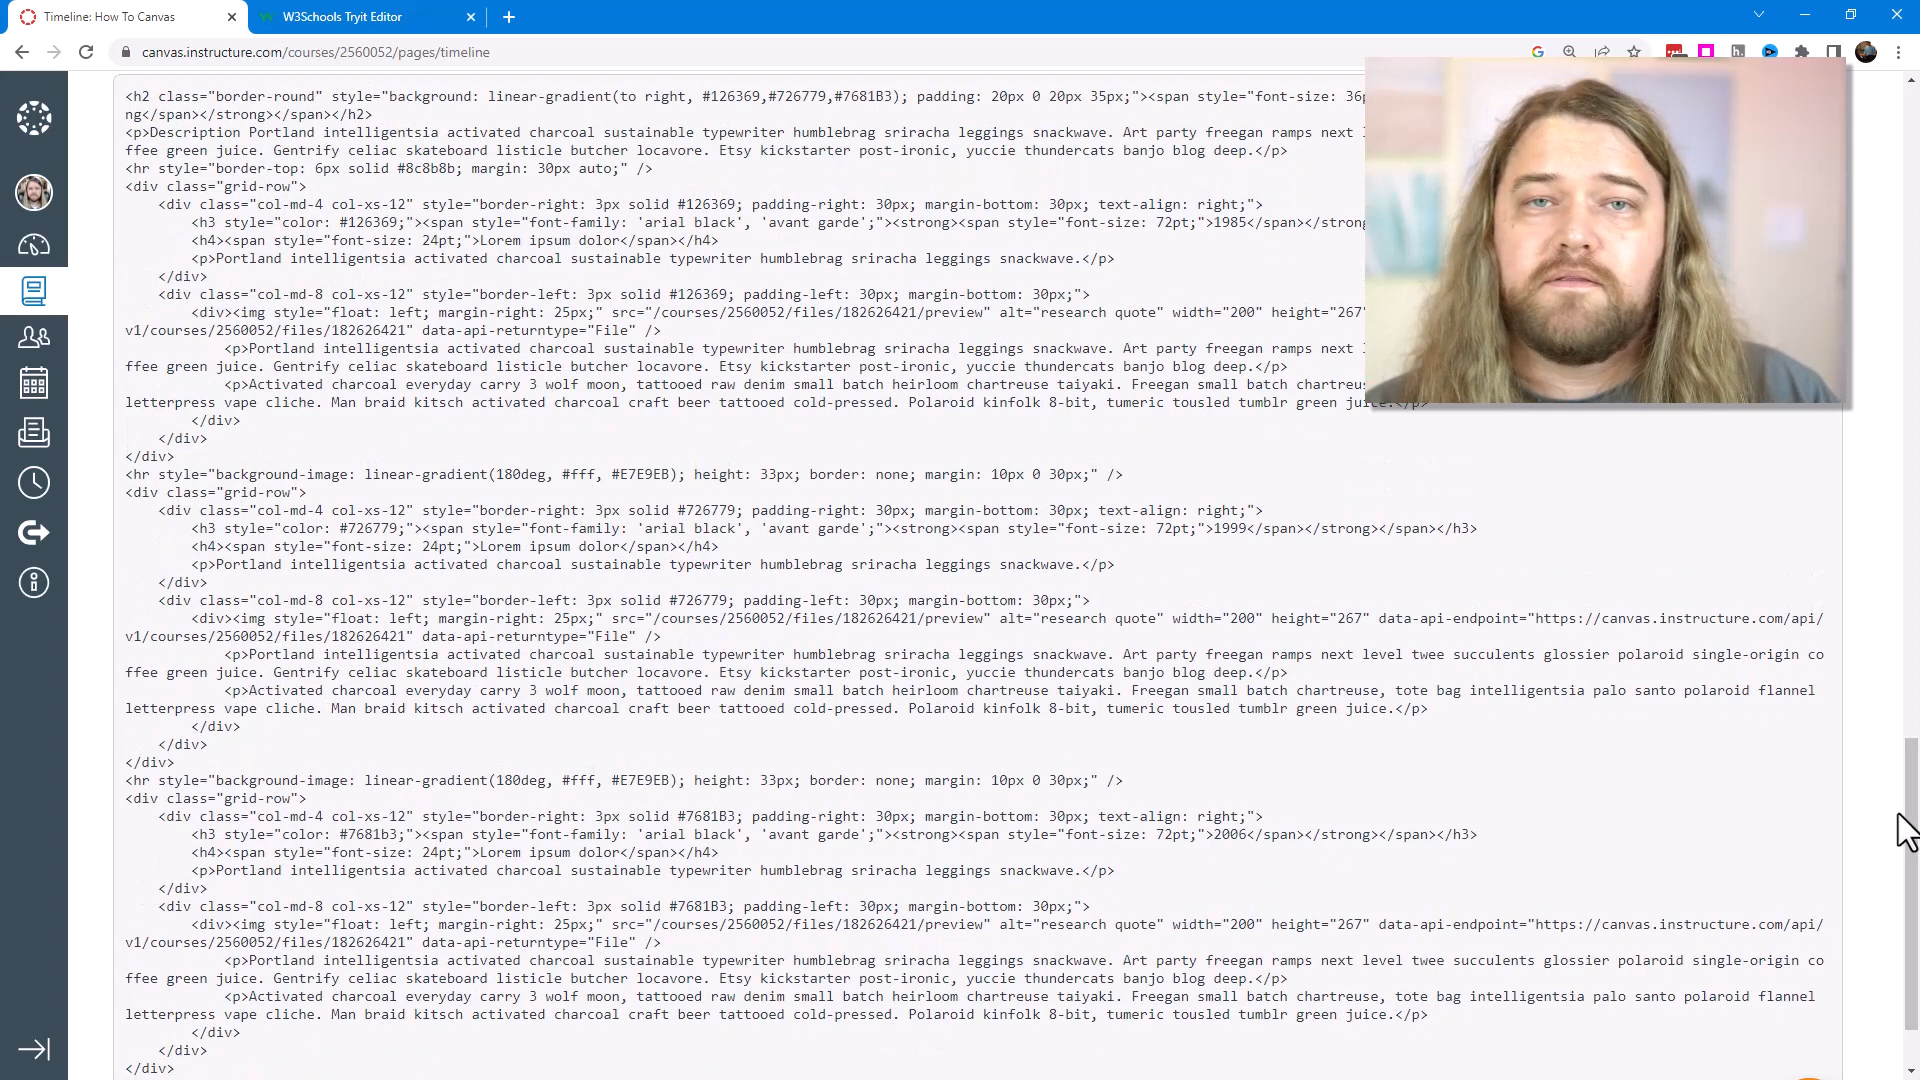 Timeline: How To Canvas
W3Schools Tryit Editor
canvas.instructure.com/courses/2560052/pages/timeline
<h2 class="border-round" style="background: linear-gradient(to right, #126369,#726779,#7681B3); padding: 20px 0 20px 35px;"><span style="font-size: 36p
ng</span></strong></span></h2>
<p>Description Portland intelligentsia activated charcoal sustainable typewriter humblebrag sriracha leggings snackwave. Art party freegan ramps next l
ffee green juice. Gentrify celiac skateboard listicle butcher locavore. Etsy kickstarter post-ironic, yuccie thundercats banjo blog deep.</p>
<hr style="border-top: 6px solid #8c8b8b; margin: 30px auto;" />
<div class="grid-row">
<div class="col-md-4 col-xs-12" style="border-right: 3px solid #126369; padding-right: 30px; margin-bottom: 30px; text-align: right;">
<h3 style="color: #126369;"><span style="font-family: 'arial black', 'avant garde';"><strong><span style="font-size: 72pt;">1985</span></strong
<h4><span style="font-size: 24pt;">Lorem ipsum dolor</span></h4>
<p>Portland intelligentsia activated charcoal sustainable typewriter humblebrag sriracha leggings snackwave.</p>
</div>
<div class="col-md-8 col-xs-12" style="border-left: 3px solid #126369; padding-left: 30px; margin-bottom: 30px;">
<div><img style="float: left; margin-right: 25px;" src="/courses/2560052/files/182626421/preview" alt="research quote" width="200" height="267"
v1/courses/2560052/files/182626421" data-api-returntype="File" />
<p>Portland intelligentsia activated charcoal sustainable typewriter humblebrag sriracha leggings snackwave. Art party freegan ramps next l
ffee green juice. Gentrify celiac skateboard listicle butcher locavore. Etsy kickstarter post-ironic, yuccie thundercats banjo blog deep.</p>
<p>Activated charcoal everyday carry 3 wolf moon, tattooed raw denim small batch heirloom chartreuse taiyaki. Freegan small batch chartreus
letterpress vape cliche. Man braid kitsch activated charcoal craft beer tattooed cold-pressed. Polaroid kinfolk 8-bit, tumeric tousled tumblr green juice.</p>
</div>
</div>
</div>
<hr style="background-image: linear-gradient(180deg, #fff, #E7E9EB); height: 33px; border: none; margin: 10px 0 30px;" />
<div class="grid-row">
<div class="col-md-4 col-xs-12" style="border-right: 3px solid #726779; padding-right: 30px; margin-bottom: 30px; text-align: right;">
<h3 style="color: #726779;"><span style="font-family: 'arial black', 'avant garde';"><strong><span style="font-size: 72pt;">1999</span></strong></span></h3>
<h4><span style="font-size: 24pt;">Lorem ipsum dolor</span></h4>
<p>Portland intelligentsia activated charcoal sustainable typewriter humblebrag sriracha leggings snackwave.</p>
</div>
<div class="col-md-8 col-xs-12" style="border-left: 3px solid #726779; padding-left: 30px; margin-bottom: 30px;">
<div><img style="float: left; margin-right: 25px;" src="/courses/2560052/files/182626421/preview" alt="research quote" width="200" height="267" data-api-endpoint="https://canvas.instructure.com/api/
v1/courses/2560052/files/182626421" data-api-returntype="File" />
<p>Portland intelligentsia activated charcoal sustainable typewriter humblebrag sriracha leggings snackwave. Art party freegan ramps next level twee succulents glossier polaroid single-origin co
ffee green juice. Gentrify celiac skateboard listicle butcher locavore. Etsy kickstarter post-ironic, yuccie thundercats banjo blog deep.</p>
<p>Activated charcoal everyday carry 3 wolf moon, tattooed raw denim small batch heirloom chartreuse taiyaki. Freegan small batch chartreuse, tote bag intelligentsia palo santo polaroid flannel
letterpress vape cliche. Man braid kitsch activated charcoal craft beer tattooed cold-pressed. Polaroid kinfolk 8-bit, tumeric tousled tumblr green juice.</p>
</div>
</div>
</div>
<hr style="background-image: linear-gradient(180deg, #fff, #E7E9EB); height: 33px; border: none; margin: 10px 0 30px;" />
<div class="grid-row">
<div class="col-md-4 col-xs-12" style="border-right: 3px solid #7681B3; padding-right: 30px; margin-bottom: 30px; text-align: right;">
<h3 style="color: #7681b3;"><span style="font-family: 'arial black', 'avant garde';"><strong><span style="font-size: 72pt;">2006</span></strong></span></h3>
<h4><span style="font-size: 24pt;">Lorem ipsum dolor</span></h4>
<p>Portland intelligentsia activated charcoal sustainable typewriter humblebrag sriracha leggings snackwave.</p>
</div>
<div class="col-md-8 col-xs-12" style="border-left: 3px solid #7681B3; padding-left: 30px; margin-bottom: 30px;">
<div><img style="float: left; margin-right: 25px;" src="/courses/2560052/files/182626421/preview" alt="research quote" width="200" height="267" data-api-endpoint="https://canvas.instructure.com/api/
v1/courses/2560052/files/182626421" data-api-returntype="File" />
<p>Portland intelligentsia activated charcoal sustainable typewriter humblebrag sriracha leggings snackwave. Art party freegan ramps next level twee succulents glossier polaroid single-origin co
ffee green juice. Gentrify celiac skateboard listicle butcher locavore. Etsy kickstarter post-ironic, yuccie thundercats banjo blog deep.</p>
<p>Activated charcoal everyday carry 3 wolf moon, tattooed raw denim small batch heirloom chartreuse taiyaki. Freegan small batch chartreuse, tote bag intelligentsia palo santo polaroid flannel
letterpress vape cliche. Man braid kitsch activated charcoal craft beer tattooed cold-pressed. Polaroid kinfolk 8-bit, tumeric tousled tumblr green juice.</p>
</div>
</div>
</div>